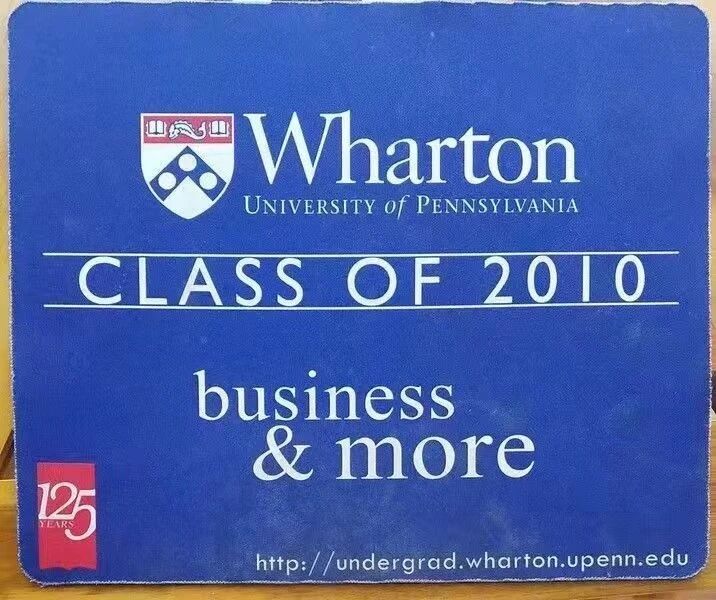 Wharton
UNIVERSITY of PENNSYLVANIA
CLASS OF 2010
business
& more
125
YEARS
http://undergrad.wharton.upenn.edu